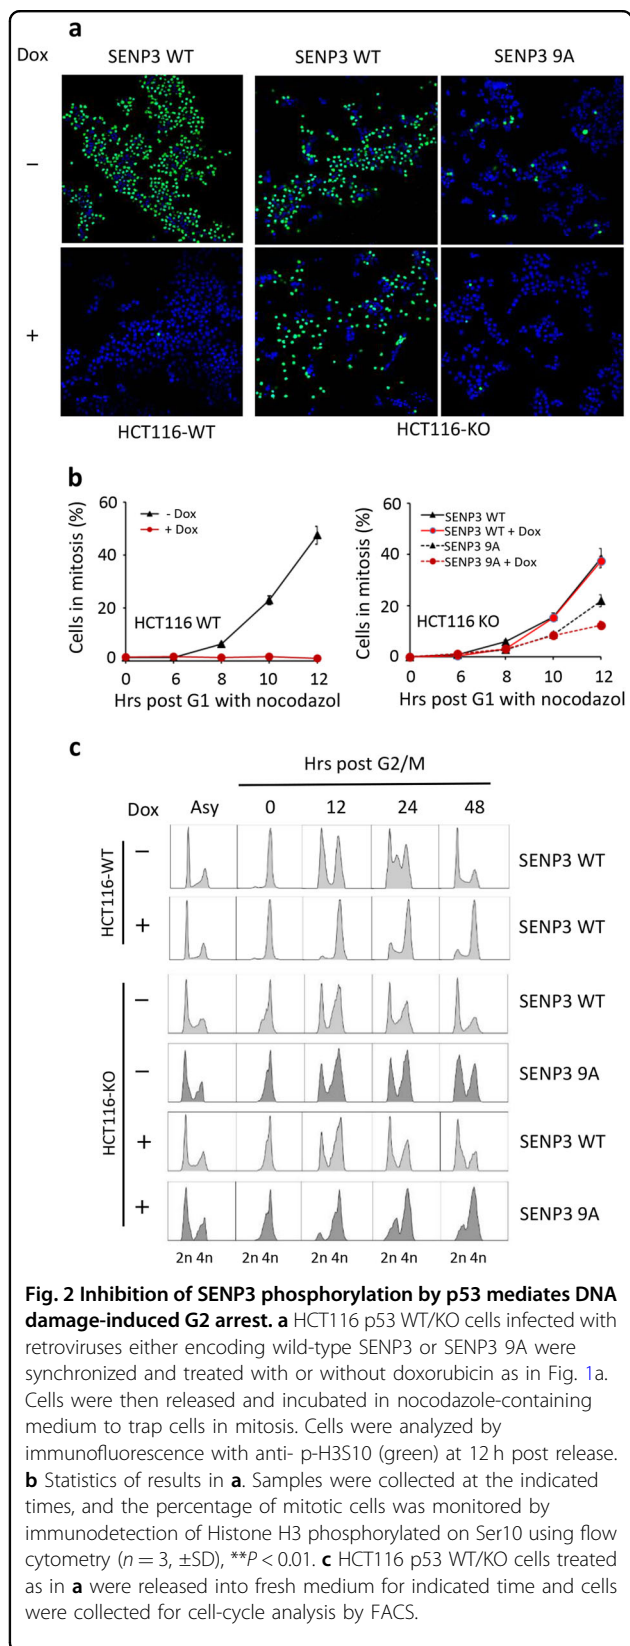 a
Dox
SENP3 WT
SENP3 WT
SENP3 9A
−
+
HCT116-WT
HCT116-KO
b
Cells in mitosis (%)
60
40
20
0
- Dox
+ Dox
HCT116 WT
0 6 8 10 12
Hrs post G1 with nocodazol
Cells in mitosis (%)
60
40
20
0
SENP3 WT
SENP3 WT + Dox
SENP3 9A
SENP3 9A + Dox
HCT116 KO
0 6 8 10 12
Hrs post G1 with nocodazol
c
Hrs post G2/M
Dox Asy 0 12 24 48
HCT116-WT
− SENP3 WT
+ SENP3 WT
HCT116-KO
− SENP3 WT
− SENP3 9A
+ SENP3 WT
+ SENP3 9A
2n 4n 2n 4n 2n 4n 2n 4n 2n 4n
Fig. 2 Inhibition of SENP3 phosphorylation by p53 mediates DNA
damage-induced G2 arrest. a HCT116 p53 WT/KO cells infected with
retroviruses either encoding wild-type SENP3 or SENP3 9A were
synchronized and treated with or without doxorubicin as in Fig. 1a.
Cells were then released and incubated in nocodazole-containing
medium to trap cells in mitosis. Cells were analyzed by
immunofluorescence with anti- p-H3S10 (green) at 12 h post release.
b Statistics of results in a. Samples were collected at the indicated
times, and the percentage of mitotic cells was monitored by
immunodetection of Histone H3 phosphorylated on Ser10 using flow
cytometry (n = 3, ±SD), **P < 0.01. c HCT116 p53 WT/KO cells treated
as in a were released into fresh medium for indicated time and cells
were collected for cell-cycle analysis by FACS.